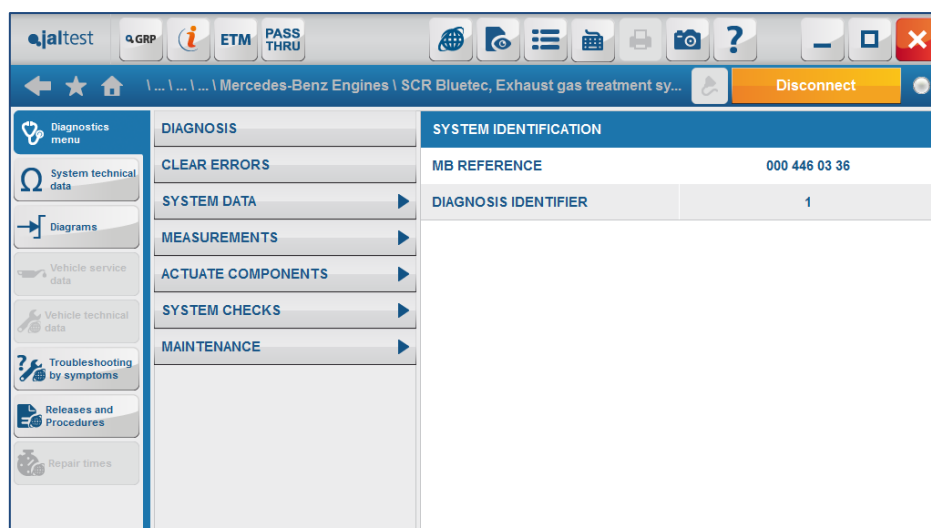 jaltest
GRP
i
ETM
PASS
THRU
?
\ ... \ ... \ ... \ Mercedes-Benz Engines \ SCR Bluetec, Exhaust gas treatment sy...
Disconnect
Diagnostics
menu
System technical
data
Diagrams
Vehicle service
data
Vehicle technical
data
Troubleshooting
by symptoms
Releases and
Procedures
Repair times
DIAGNOSIS
CLEAR ERRORS
SYSTEM DATA
MEASUREMENTS
ACTUATE COMPONENTS
SYSTEM CHECKS
MAINTENANCE
SYSTEM IDENTIFICATION
MB REFERENCE 000 446 03 36
DIAGNOSIS IDENTIFIER 1